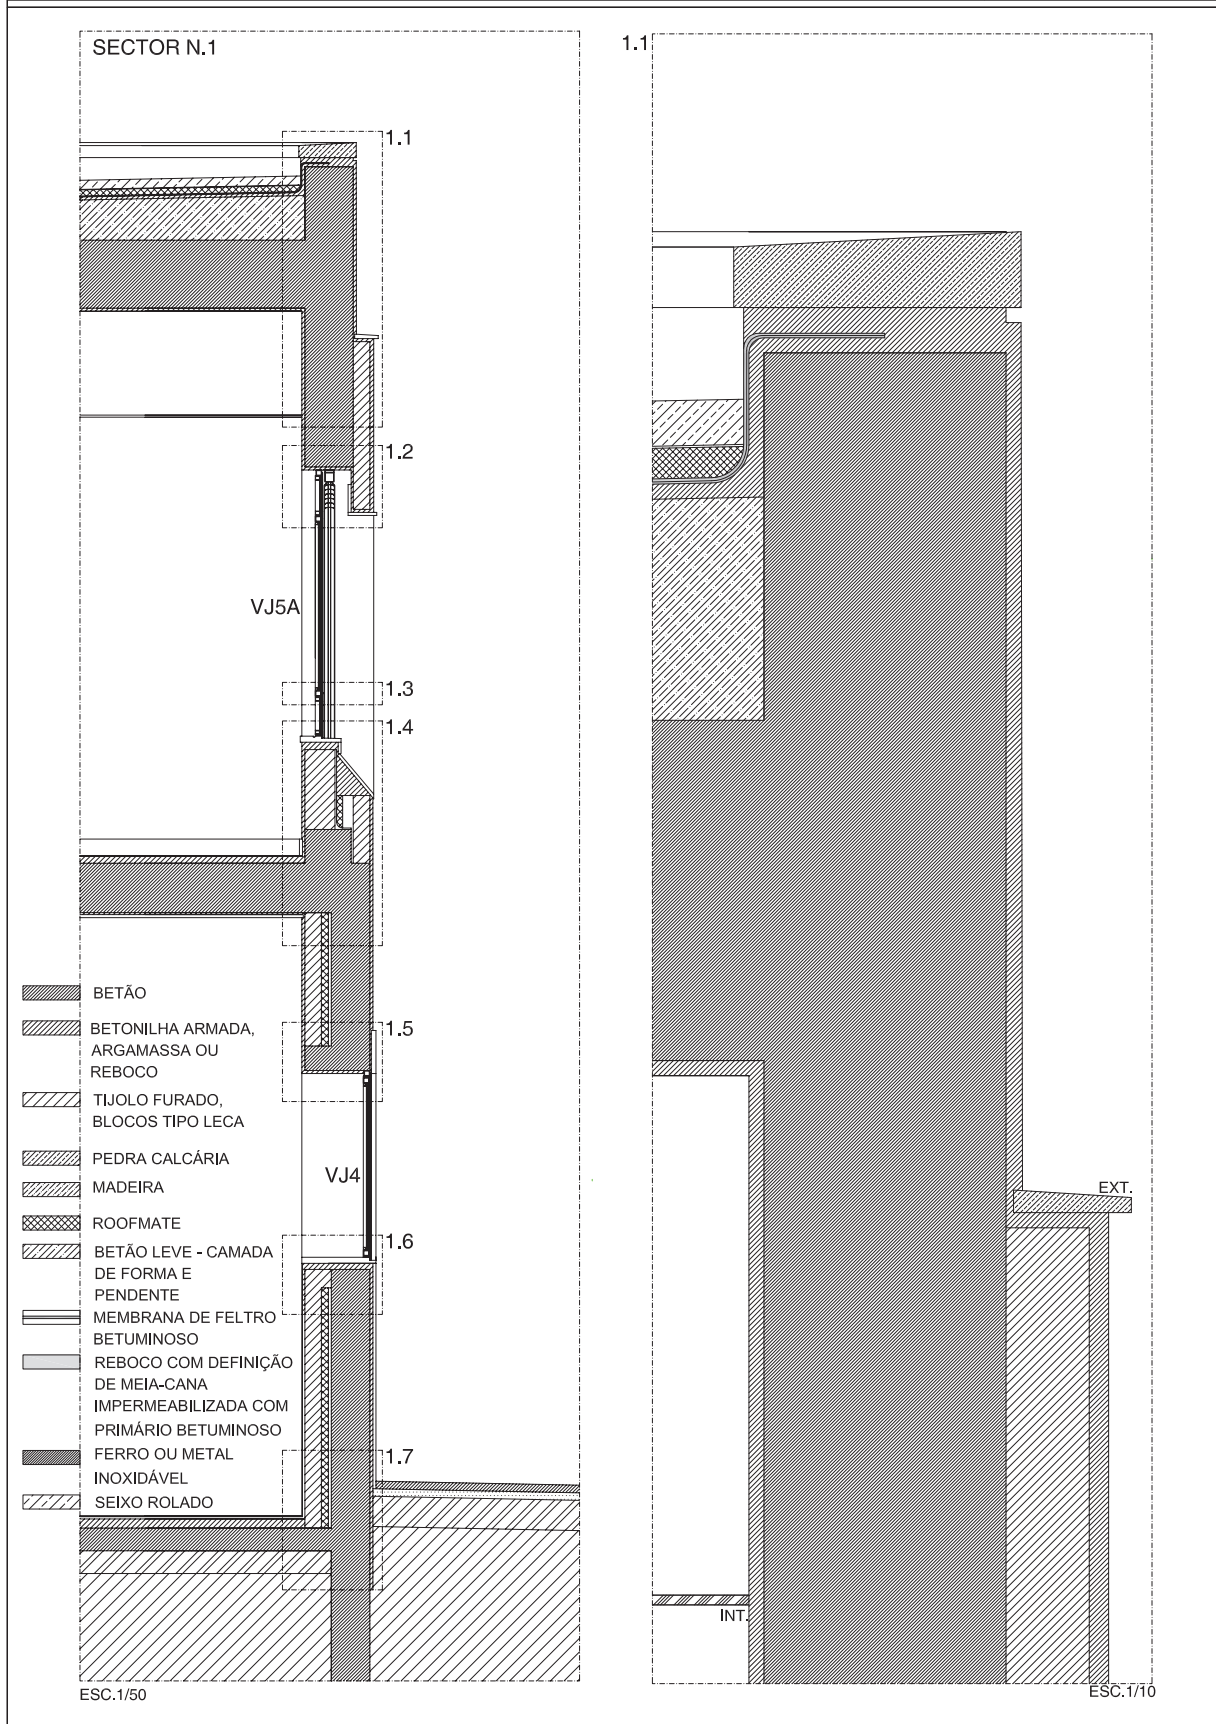 SECTOR N.1
1.1
1.2
VJ5A
1.3
1.4
BETÃO
BETONILHA ARMADA,
ARGAMASSA OU
REBOCO
1.5
TIJOLO FURADO,
BLOCOS TIPO LECA
PEDRA CALCÁRIA
VJ4
MADEIRA
ROOFMATE
1.6
BETÃO LEVE - CAMADA
DE FORMA E
PENDENTE
MEMBRANA DE FELTRO
BETUMINOSO
REBOCO COM DEFINIÇÃO
DE MEIA-CANA
IMPERMEABILIZADA COM
PRIMÁRIO BETUMINOSO
1.7
FERRO OU METAL
INOXIDÁVEL
SEIXO ROLADO
ESC.1/50
1.1
EXT.
INT.
ESC.1/10